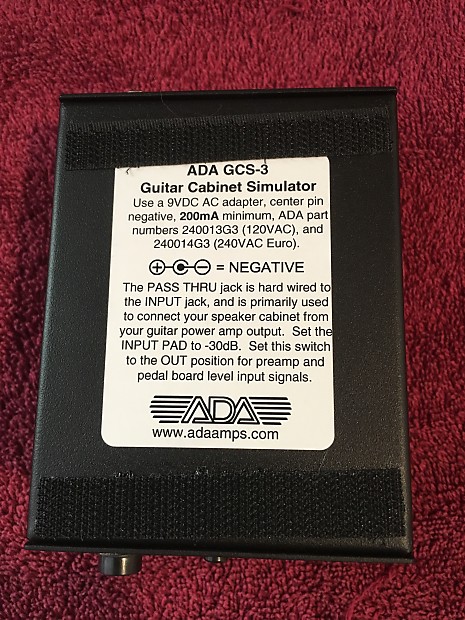 ADA GCS-3
Guitar Cabinet Simulator
Use a 9VDC AC adapter, center pin
negative, 200mA minimum, ADA part
numbers 240013G3 (120VAC), and
240014G3 (240VAC Euro).
= NEGATIVE
The PASS THRU jack is hard wired to
the INPUT jack, and is primarily used
to connect your speaker cabinet from
your guitar power amp output. Set the
INPUT PAD to -30dB. Set this switch
to the OUT position for preamp and
pedal board level input signals.
ADA
www.adaamps.com